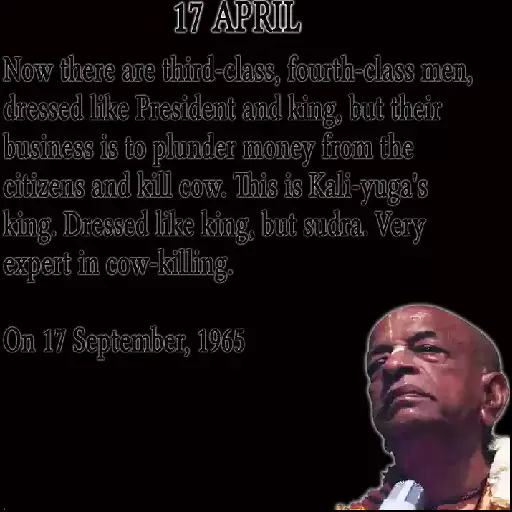 17 APRIL
Now there are third-class, fourth-class men,
dressed like President and king, but their
business is to plunder money from the
citizens and kill cow. This is Kali-yuga's
king. Dressed like king, but sudra. Very
expert in cow-killing.
On 17 September, 1965